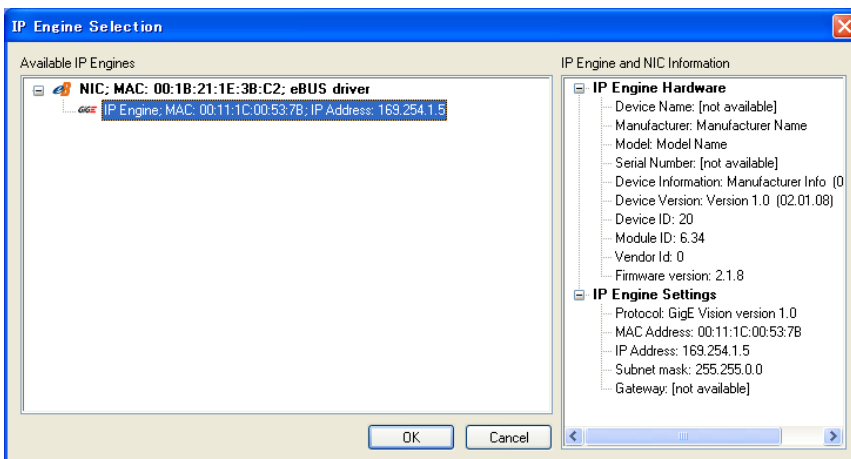 IP Engine Selection
Available IP Engines
NIC; MAC: 00:1B:21:1E:3B:C2; eBUS driver
GIGE IP Engine; MAC: 00:11:1C:00:53:7B; IP Address: 169.254.1.5
OK
Cancel
IP Engine and NIC Information
IP Engine Hardware
Device Name: [not available]
Manufacturer: Manufacturer Name
Model: Model Name
Serial Number: [not available]
Device Information: Manufacturer Info (0
Device Version: Version 1.0 (02.01.08)
Device ID: 20
Module ID: 6.34
Vendor Id: 0
Firmware version: 2.1.8
IP Engine Settings
Protocol: GigE Vision version 1.0
MAC Address: 00:11:1C:00:53:7B
IP Address: 169.254.1.5
Subnet mask: 255.255.0.0
Gateway: [not available]